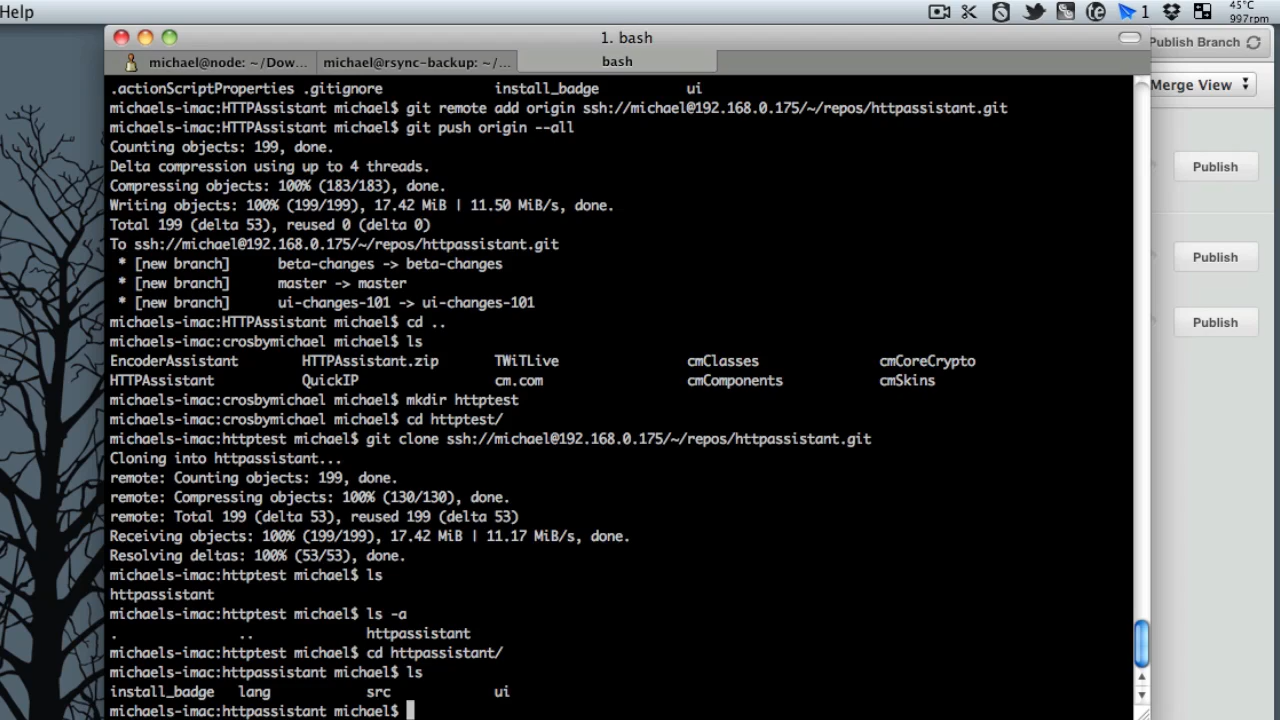 Help
1
45°C
997rpm
1. bash
Publish Branch
michael@node: ~/Dow...
michael@rsync-backup: ~/...
bash
Merge View
.actionScriptProperties .gitignore install_badge ui
michaels-imac:HTTPAssistant michael$ git remote add origin ssh://michael@192.168.0.175/~/repos/httpassistant.git
michaels-imac:HTTPAssistant michael$ git push origin --all
Counting objects: 199, done.
Delta compression using up to 4 threads.
Compressing objects: 100% (183/183), done.
Writing objects: 100% (199/199), 17.42 MiB | 11.50 MiB/s, done.
Total 199 (delta 53), reused 0 (delta 0)
To ssh://michael@192.168.0.175/~/repos/httpassistant.git
* [new branch] beta-changes -> beta-changes
* [new branch] master -> master
* [new branch] ui-changes-101 -> ui-changes-101
michaels-imac:HTTPAssistant michael$ cd ..
michaels-imac:crosbymichael michael$ ls
EncoderAssistant HTTPAssistant.zip TWiTLive cmClasses cmCoreCrypto
HTTPAssistant QuickIP cm.com cmComponents cmSkins
michaels-imac:crosbymichael michael$ mkdir httptest
michaels-imac:crosbymichael michael$ cd httptest/
michaels-imac:httptest michael$ git clone ssh://michael@192.168.0.175/~/repos/httpassistant.git
Cloning into httpassistant...
remote: Counting objects: 199, done.
remote: Compressing objects: 100% (130/130), done.
remote: Total 199 (delta 53), reused 199 (delta 53)
Receiving objects: 100% (199/199), 17.42 MiB | 11.17 MiB/s, done.
Resolving deltas: 100% (53/53), done.
michaels-imac:httptest michael$ ls
httpassistant
michaels-imac:httptest michael$ ls -a
. .. httpassistant
michaels-imac:httptest michael$ cd httpassistant/
michaels-imac:httpassistant michael$ ls
install_badge lang src ui
michaels-imac:httpassistant michael$
Publish
Publish
Publish